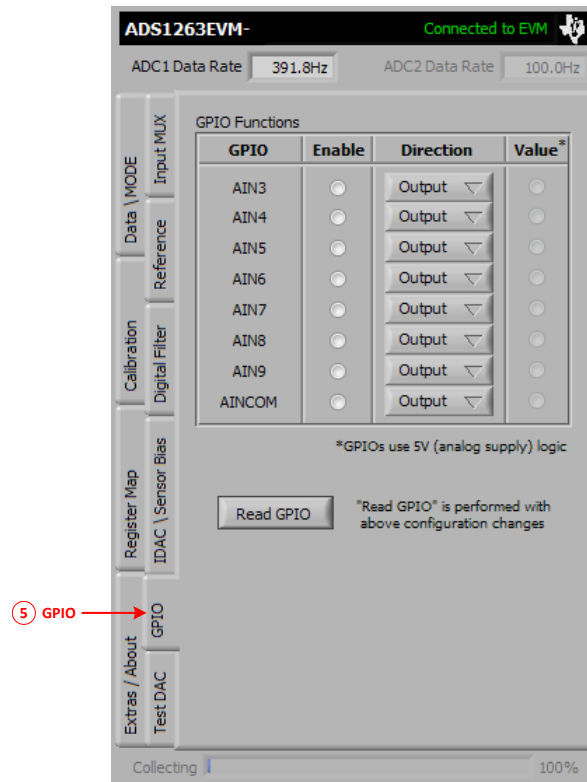 ADS1263EVM-
Connected to EVM
ADC1 Data Rate 391.8Hz ADC2 Data Rate 100.0Hz
Data \ MODE
Calibration
Register Map
Extras / About
Input MUX
Reference
Digital Filter
IDAC \ Sensor Bias
GPIO
Test DAC
GPIO Functions
GPIO Enable Direction Value*
AIN3 Output
AIN4 Output
AIN5 Output
AIN6 Output
AIN7 Output
AIN8 Output
AIN9 Output
AINCOM Output
*GPIOs use 5V (analog supply) logic
Read GPIO
"Read GPIO" is performed with
above configuration changes
5 GPIO
Collecting 100%